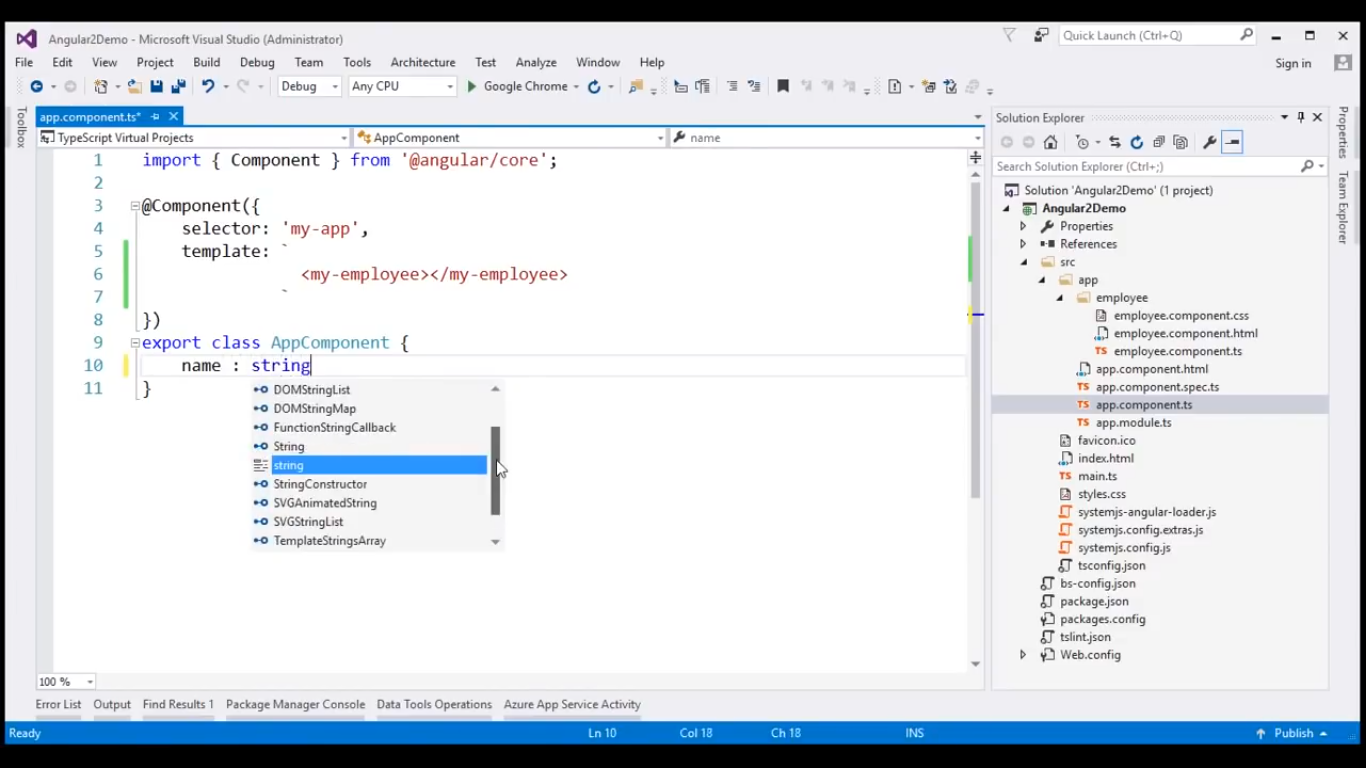 Angular2Demo - Microsoft Visual Studio (Administrator)
Quick Launch (Ctrl+Q)
File Edit View Project Build Debug Team Tools Architecture Test Analyze Window Help
Sign in
Debug Any CPU Google Chrome
Toolbox
app.component.ts*
TypeScript Virtual Projects AppComponent name
1 import { Component } from '@angular/core';
2
3 @Component({
4 selector: 'my-app',
5 template: `
6 <my-employee></my-employee>
7 `
8 })
9 export class AppComponent {
10 name : string
11 }
DOMStringList
DOMStringMap
FunctionStringCallback
String
string
StringConstructor
SVGAnimatedString
SVGStringList
TemplateStringsArray
100 %
Solution Explorer
Search Solution Explorer (Ctrl+;)
Solution 'Angular2Demo' (1 project)
Angular2Demo
Properties
References
src
app
employee
employee.component.css
employee.component.html
TS employee.component.ts
app.component.html
TS app.component.spec.ts
TS app.component.ts
TS app.module.ts
favicon.ico
index.html
TS main.ts
styles.css
systemjs-angular-loader.js
systemjs.config.extras.js
systemjs.config.js
tsconfig.json
bs-config.json
package.json
packages.config
tslint.json
Web.config
Properties
Team Explorer
Error List Output Find Results 1 Package Manager Console Data Tools Operations Azure App Service Activity
Ready Ln 10 Col 18 Ch 18 INS Publish